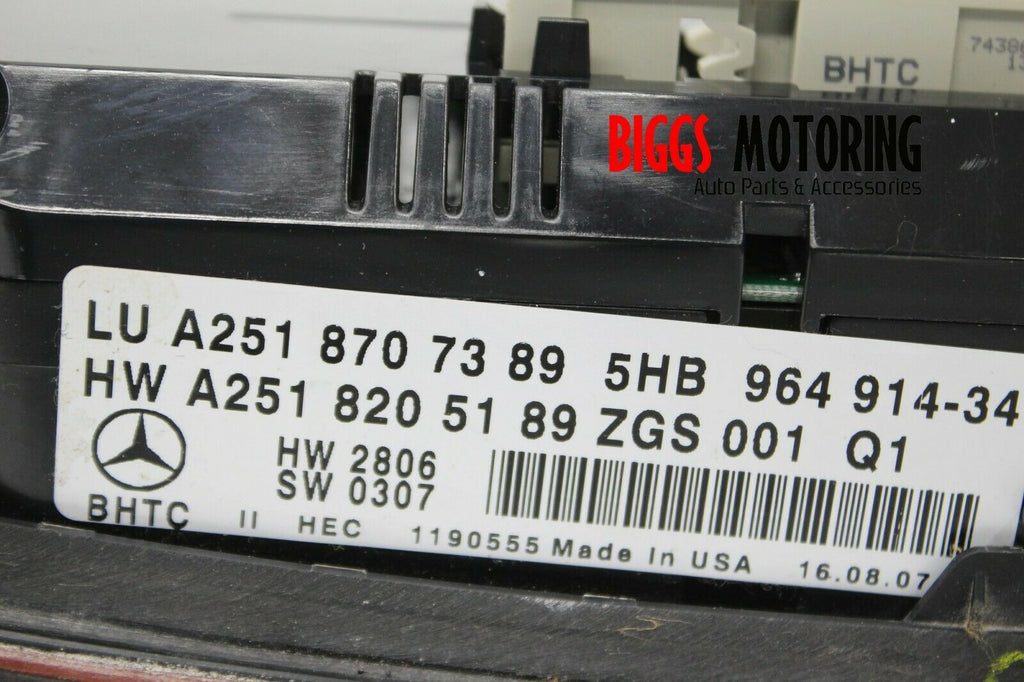 BHTC
BIGGS MOTORING
Auto Parts & Accessories
LU A251 870 73 89 5HB 964 914-34
HW A251 820 51 89 ZGS 001 Q1
HW 2806
SW 0307
BHTC II HEC 1190555 Made In USA 16.08.07